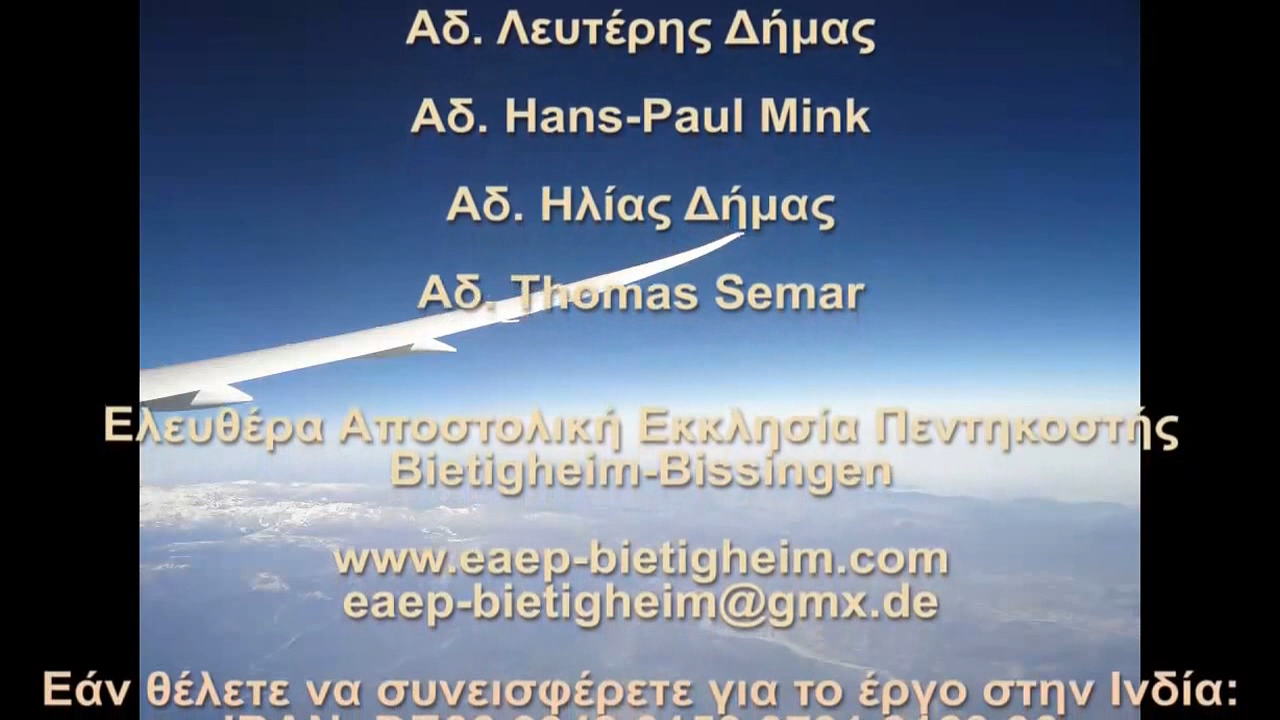 Αδ. Λευτέρης Δήμας
Αδ. Hans-Paul Mink
Αδ. Ηλίας Δήμας
Αδ. Thomas Semar
Ελευθέρα Αποστολική Εκκλησία Πεντηκοστής
Bietigheim-Bissingen
www.eaep-bietigheim.com
eaep-bietigheim@gmx.de
Εάν θέλετε να συνεισφέρετε για το έργο στην Ινδία: